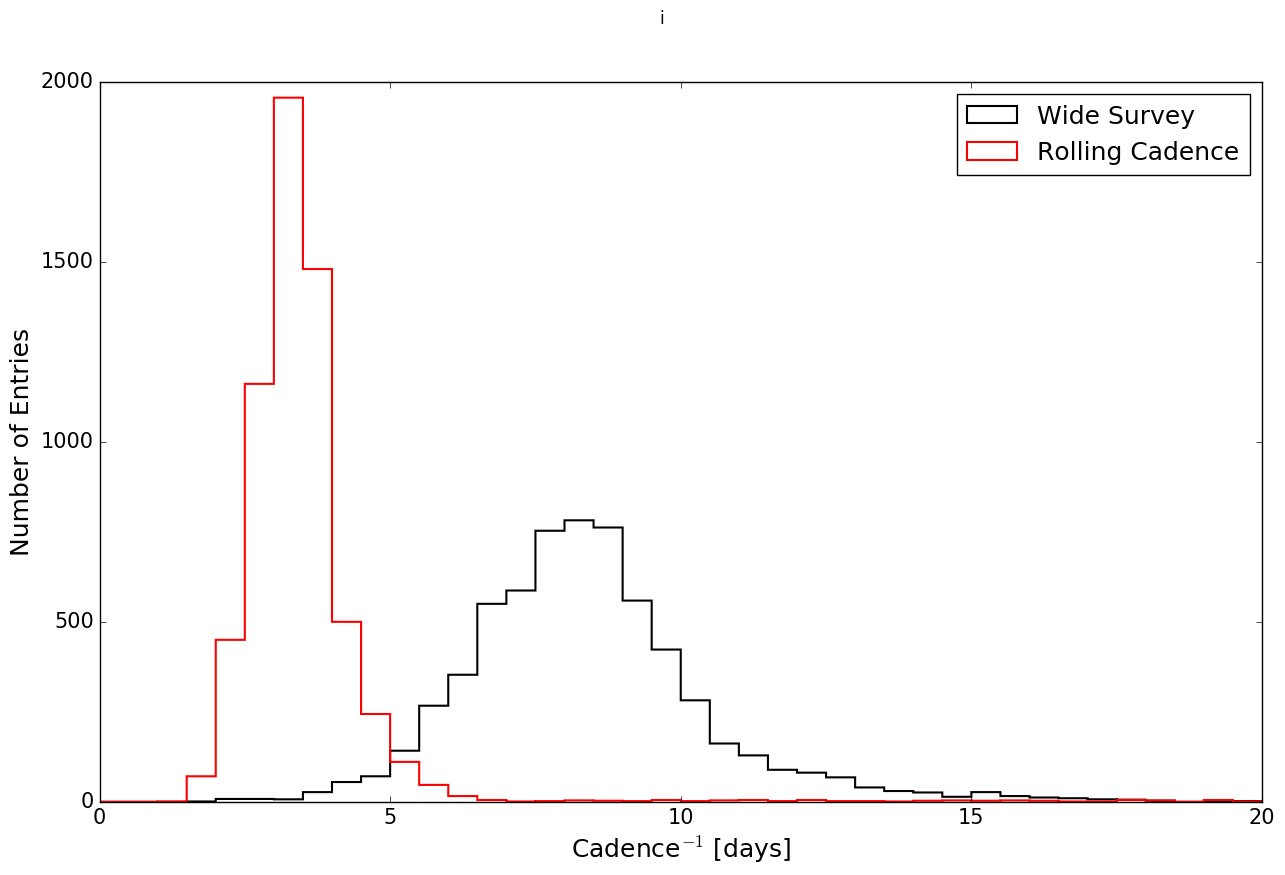 i
2000
1500
1000
500
0
0 5 10 15 20
Number of Entries
Cadence⁻¹ [days]
Wide Survey
Rolling Cadence